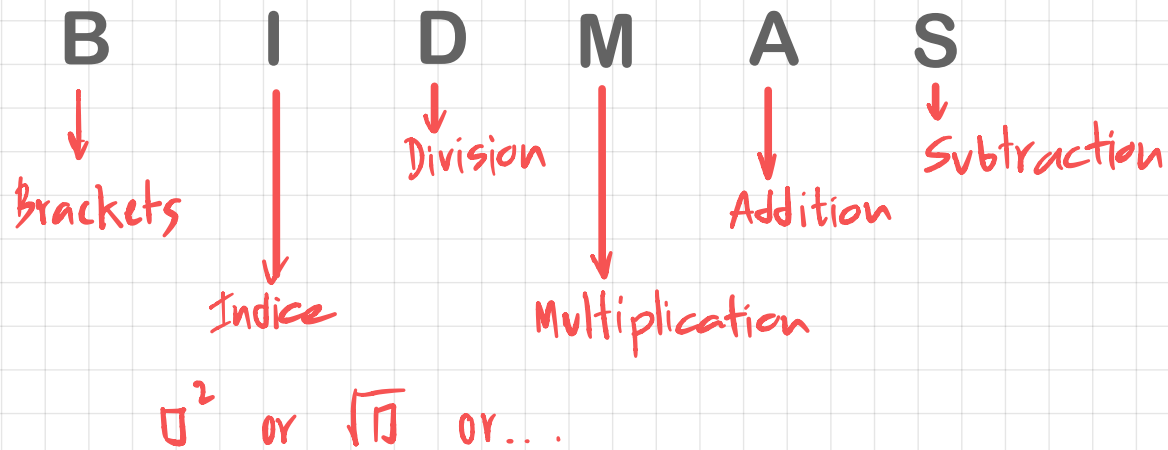 B I D M A S
Division Subtraction
Brackets Addition
Indice Multiplication
□² or √□ or....